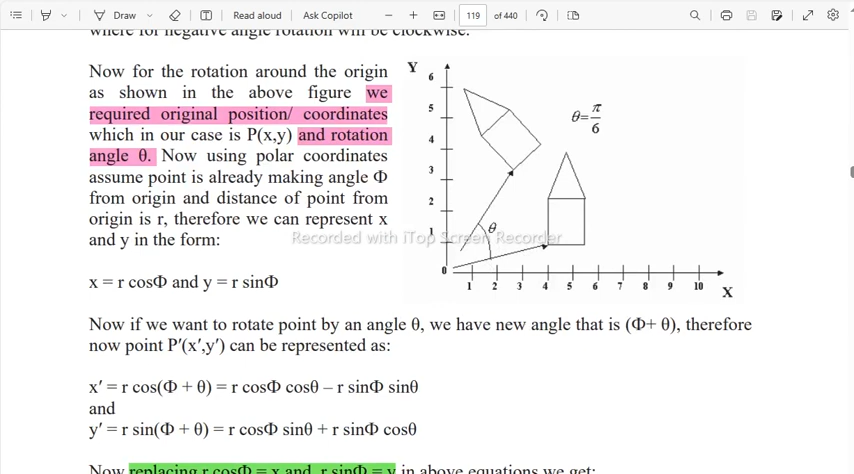 Draw
Read aloud
Ask Copilot
119 of 440
where for negative angle rotation will be clockwise.
Now for the rotation around the origin
as shown in the above figure we
required original position/ coordinates
which in our case is P(x,y) and rotation
angle θ. Now using polar coordinates
assume point is already making angle Φ
from origin and distance of point from
origin is r, therefore we can represent x
and y in the form:
x = r cosΦ and y = r sinΦ
Y
6
5
4
3
2
1
0
θ=π/6
θ
1 2 3 4 5 6 7 8 9 10
X
Recorded with iTop Screen Recorder
Now if we want to rotate point by an angle θ, we have new angle that is (Φ+ θ), therefore
now point P′(x′,y′) can be represented as:
x′ = r cos(Φ + θ) = r cosΦ cosθ – r sinΦ sinθ
and
y′ = r sin(Φ + θ) = r cosΦ sinθ + r sinΦ cosθ
Now replacing r cosΦ = x and r sinΦ = y in above equations we get: